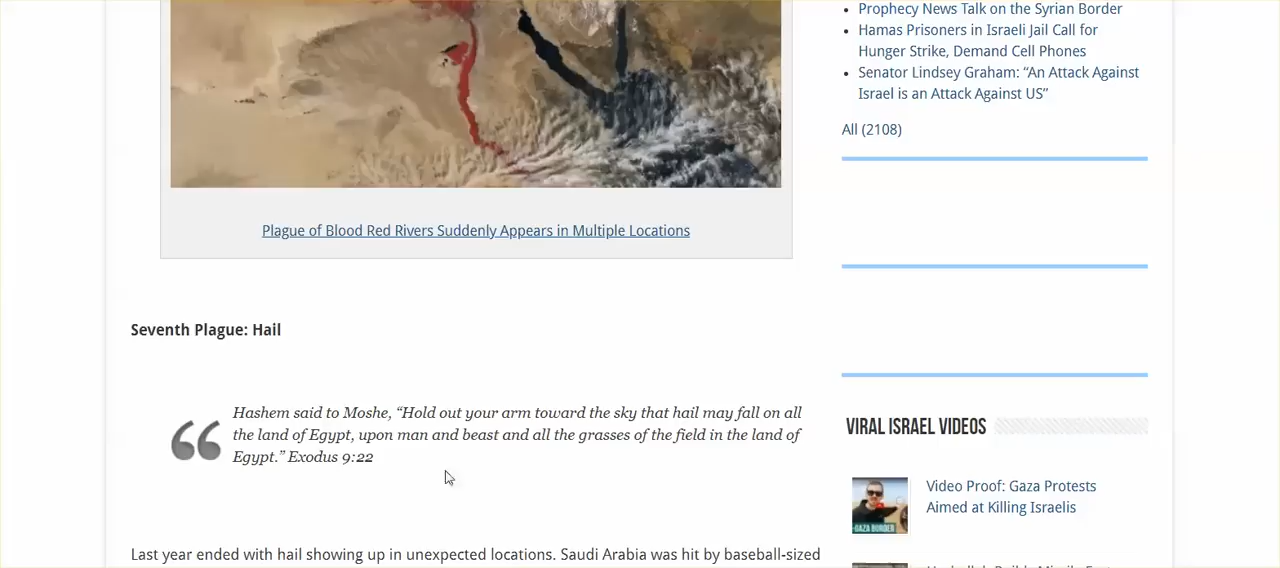 Prophecy News Talk on the Syrian Border
Hamas Prisoners in Israeli Jail Call for
Hunger Strike, Demand Cell Phones
Senator Lindsey Graham: “An Attack Against
Israel is an Attack Against US”
All (2108)
Plague of Blood Red Rivers Suddenly Appears in Multiple Locations
Seventh Plague: Hail
Hashem said to Moshe, “Hold out your arm toward the sky that hail may fall on all
the land of Egypt, upon man and beast and all the grasses of the field in the land of
Egypt.” Exodus 9:22
Last year ended with hail showing up in unexpected locations. Saudi Arabia was hit by baseball-sized
VIRAL ISRAEL VIDEOS
GAZA BORDER
Video Proof: Gaza Protests
Aimed at Killing Israelis